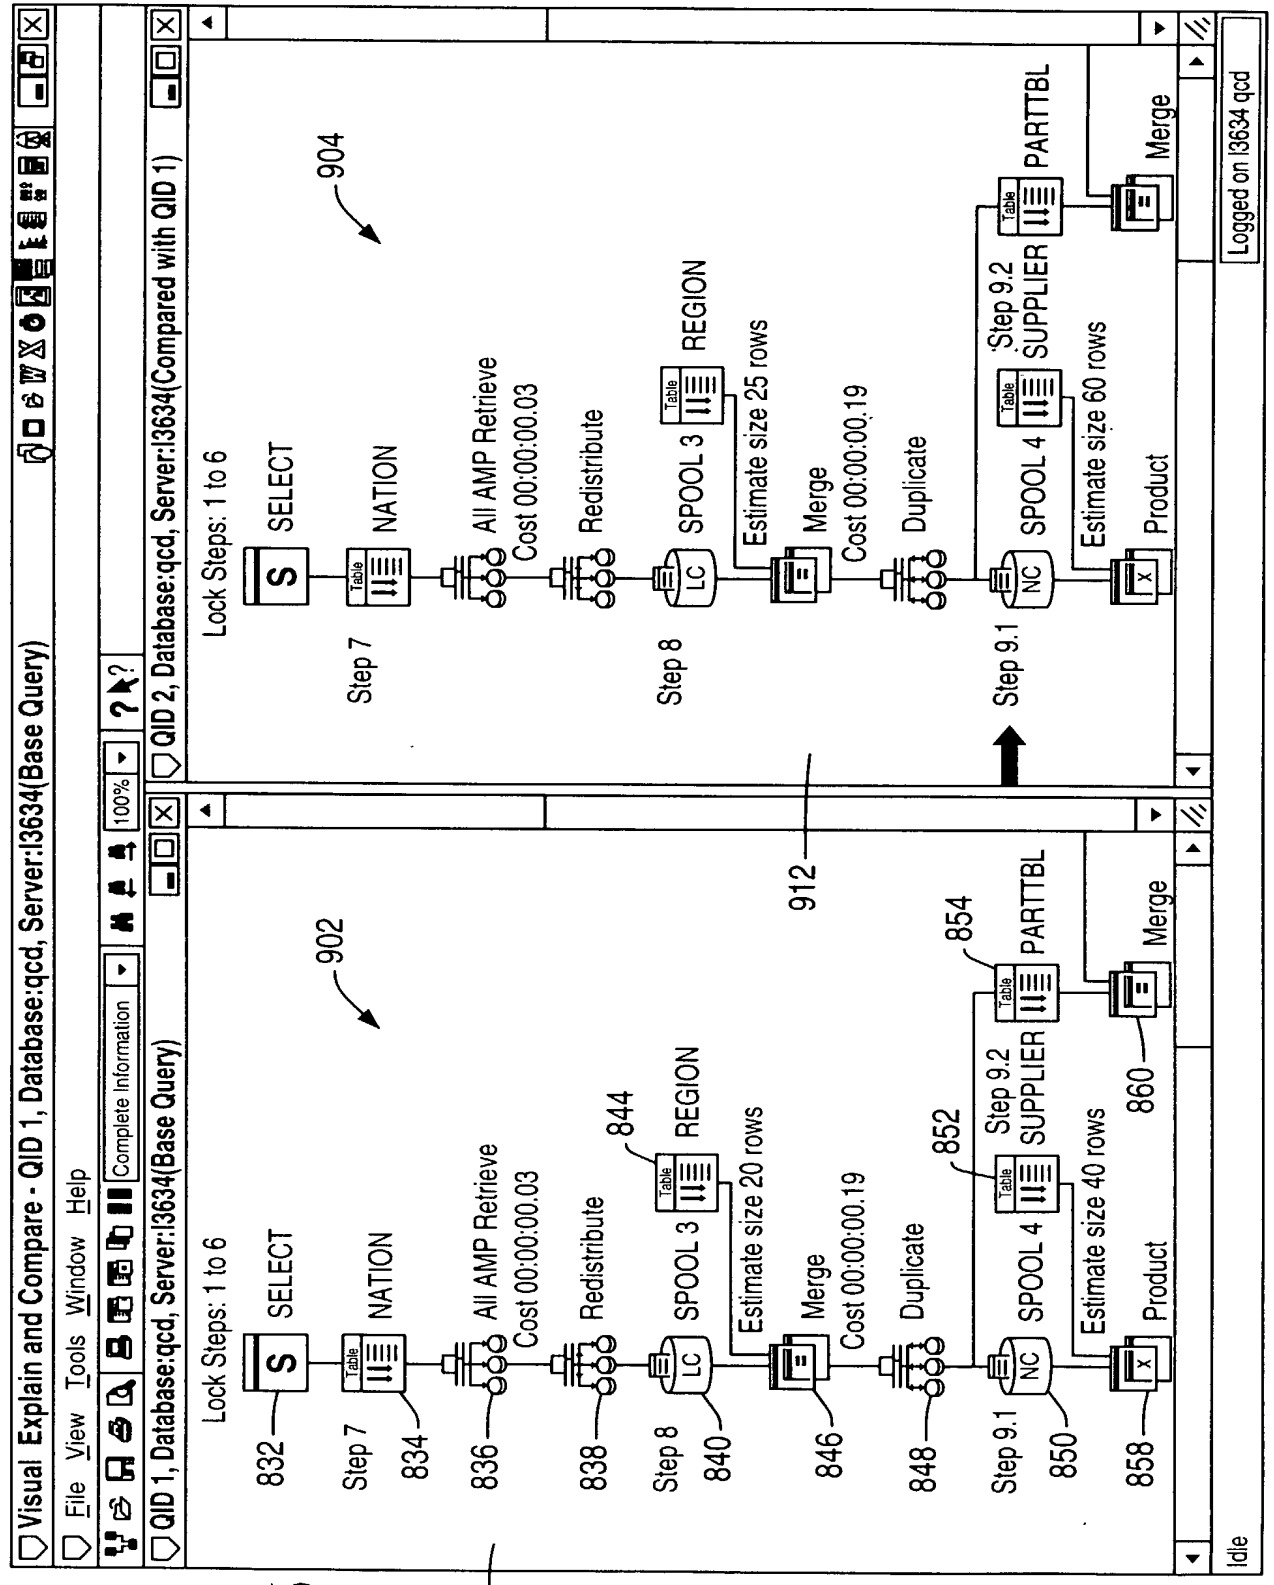 Visual Explain and Compare - QID 1, Database:qcd, Server:l3634(Base Query)
File View Tools Window Help
Complete Information
100%
?
?
QID 1, Database:qcd, Server:l3634(Base Query)
Lock Steps: 1 to 6
S
SELECT
832
902
Step 7
Table
NATION
834
All AMP Retrieve
Cost 00:00:00.03
836
Redistribute
838
844
Step 8
LC
SPOOL 3
Table
REGION
840
Estimate size 20 rows
=
Merge
Cost 00:00:00.19
846
Duplicate
848
852
854
Step 9.1
NC
SPOOL 4
Table
Step 9.2
SUPPLIER
Table
PARTTBL
850
Estimate size 40 rows
X
Product
858
860
=
Merge
QID 2, Database:qcd, Server:l3634(Compared with QID 1)
Lock Steps: 1 to 6
S
SELECT
904
Step 7
Table
NATION
All AMP Retrieve
Cost 00:00:00.03
Redistribute
Step 8
LC
SPOOL 3
Table
REGION
Estimate size 25 rows
=
Merge
Cost 00:00:00.19
912
Duplicate
Step 9.1
NC
SPOOL 4
Table
Step 9.2
SUPPLIER
Table
PARTTBL
Estimate size 60 rows
X
Product
=
Merge
Idle
Logged on l3634 qcd